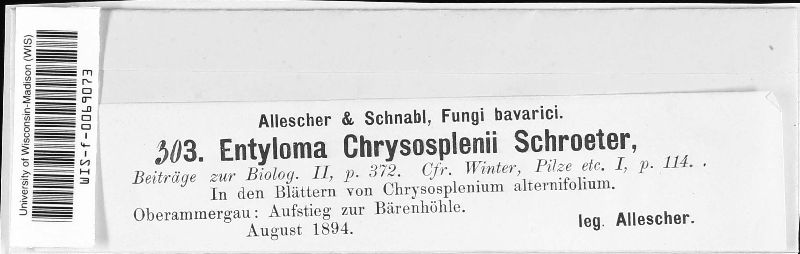 University of Wisconsin-Madison (WIS)
WIS-f-0090673
Allescher & Schnabl, Fungi bavarici.
303. Entyloma Chrysosplenii Schroeter,
Beiträge zur Biolog. II, p. 372. Cfr. Winter, Pilze etc. I, p. 114. .
In den Blättern von Chrysosplenium alternifolium.
Oberammergau: Aufstieg zur Bärenhöhle.
August 1894.
leg. Allescher.